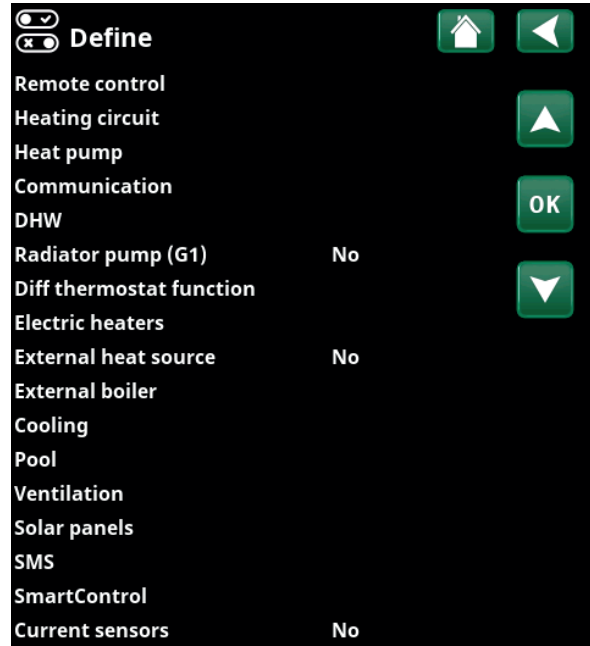 Define
Remote control
Heating circuit
Heat pump
Communication
OK
DHW
Radiator pump (G1) No
Diff thermostat function
Electric heaters
External heat source No
External boiler
Cooling
Pool
Ventilation
Solar panels
SMS
SmartControl
Current sensors No